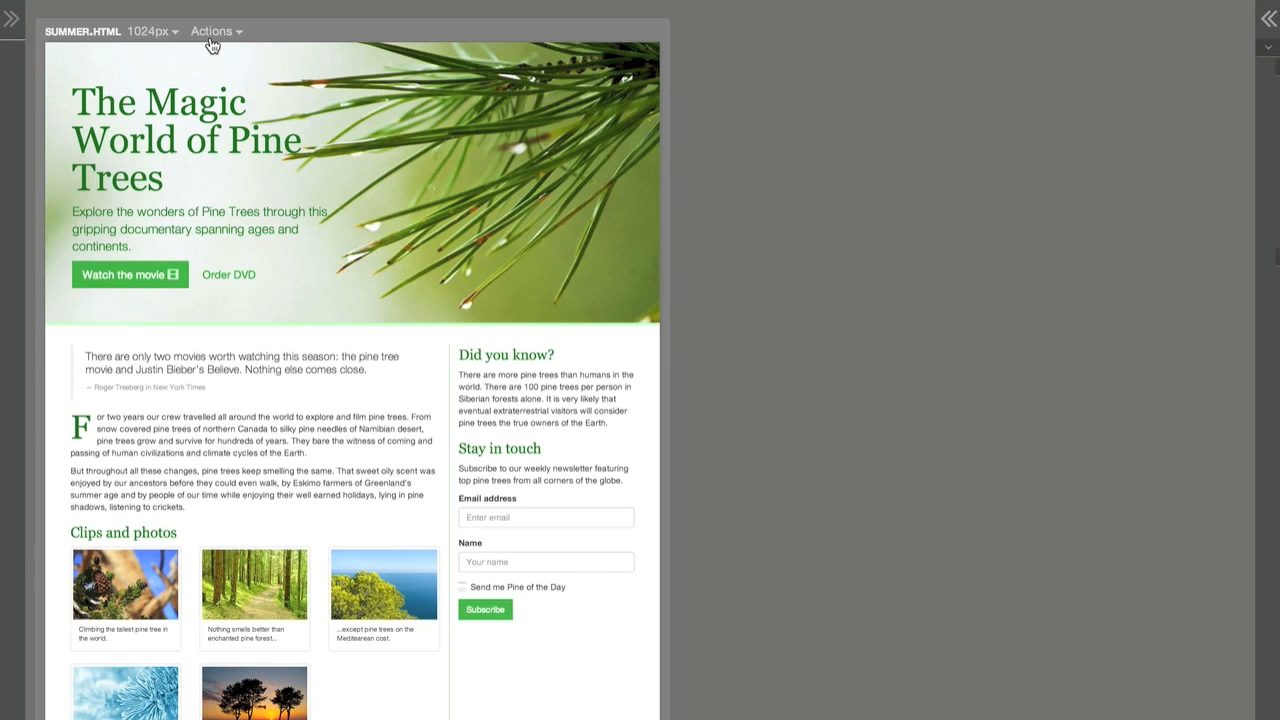 SUMMER.HTML 1024px Actions
The Magic
World of Pine
Trees
Explore the wonders of Pine Trees through this
gripping documentary spanning ages and
continents.
Watch the movie Order DVD
There are only two movies worth watching this season: the pine tree
movie and Justin Bieber's Believe. Nothing else comes close.
— Roger Treeberg in New York Times
For two years our crew travelled all around the world to explore and film pine trees. From
snow covered pine trees of northern Canada to silky pine needles of Namibian desert,
pine trees grow and survive for hundreds of years. They bare the witness of coming and
passing of human civilizations and climate cycles of the Earth.
But throughout all these changes, pine trees keep smelling the same. That sweet oily scent was
enjoyed by our ancestors before they could even walk, by Eskimo farmers of Greenland's
summer age and by people of our time while enjoying their well earned holidays, lying in pine
shadows, listening to crickets.
Clips and photos
Climbing the tallest pine tree in
the world.
Nothing smells better than
enchanted pine forest...
...except pine trees on the
Meditearean cost.
Did you know?
There are more pine trees than humans in the
world. There are 100 pine trees per person in
Siberian forests alone. It is very likely that
eventual extraterrestrial visitors will consider
pine trees the true owners of the Earth.
Stay in touch
Subscribe to our weekly newsletter featuring
top pine trees from all corners of the globe.
Email address
Enter email
Name
Your name
Send me Pine of the Day
Subscribe